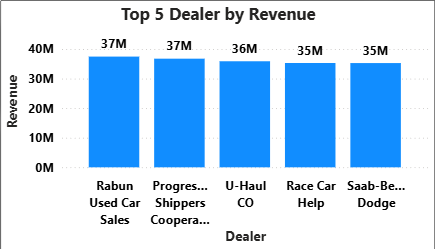 Top 5 Dealer by Revenue
37M
37M
36M
35M
35M
40M
30M
20M
10M
0M
Revenue
Rabun
Used Car
Sales
Progres...
Shippers
Coopera...
U-Haul
CO
Race Car
Help
Saab-Be...
Dodge
Dealer